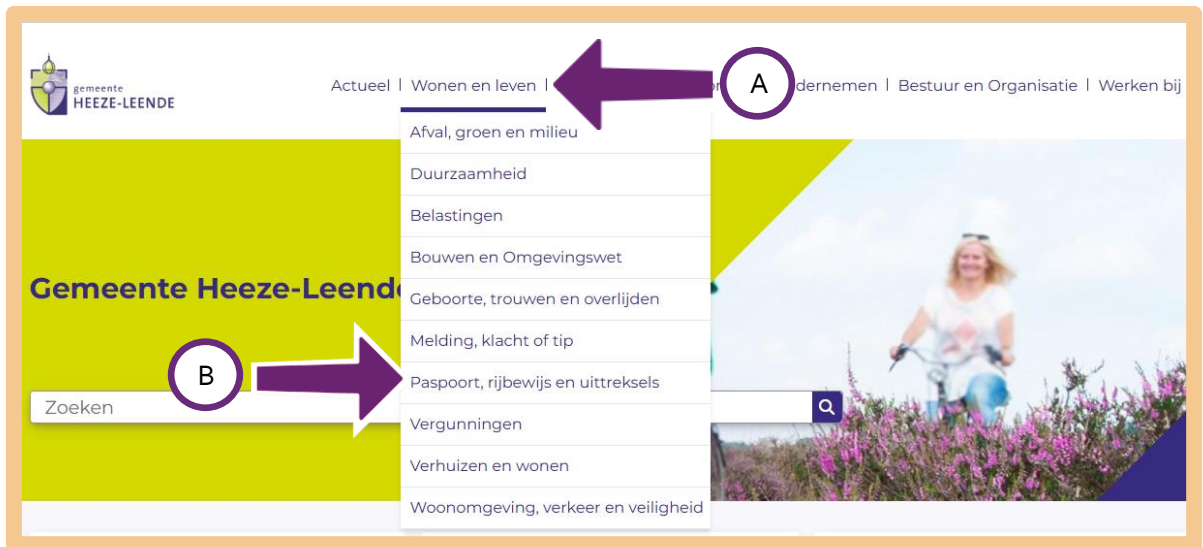 gemeente
HEEZE-LEENDE
Actueel | Wonen en leven | A dernemen | Bestuur en Organisatie | Werken bij
Afval, groen en milieu
Duurzaamheid
Belastingen
Bouwen en Omgevingswet
Gemeente Heeze-Leend
Geboorte, trouwen en overlijden
Melding, klacht of tip
B
Paspoort, rijbewijs en uittreksels
Zoeken
Vergunningen
Verhuizen en wonen
Woonomgeving, verkeer en veiligheid